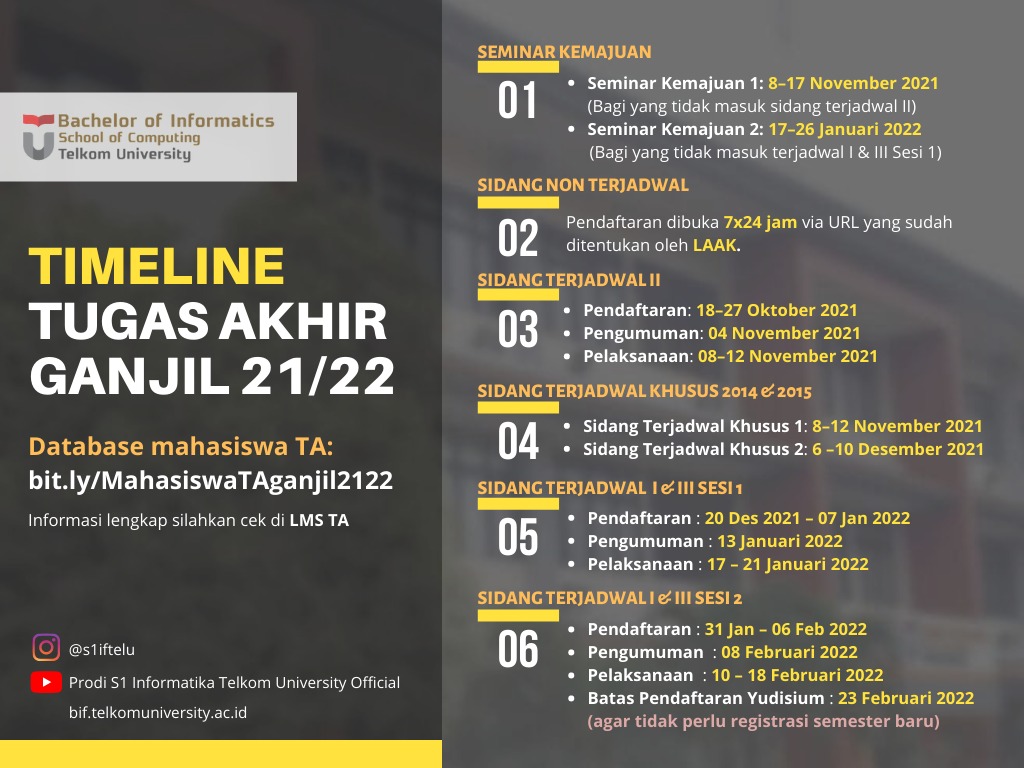 Bachelor of Informatics
School of Computing
Telkom University
TIMELINE
TUGAS AKHIR
GANJIL 21/22
Database mahasiswa TA:
bit.ly/MahasiswaTAganjil2122
Informasi lengkap silahkan cek di LMS TA
@s1iftelu
Prodi S1 Informatika Telkom University Official
bif.telkomuniversity.ac.id
SEMINAR KEMAJUAN
01
• Seminar Kemajuan 1: 8–17 November 2021
(Bagi yang tidak masuk sidang terjadwal II)
• Seminar Kemajuan 2: 17–26 Januari 2022
(Bagi yang tidak masuk terjadwal I & III Sesi 1)
SIDANG NON TERJADWAL
02
Pendaftaran dibuka 7x24 jam via URL yang sudah
ditentukan oleh LAAK.
SIDANG TERJADWAL II
03
• Pendaftaran: 18–27 Oktober 2021
• Pengumuman: 04 November 2021
• Pelaksanaan: 08–12 November 2021
SIDANG TERJADWAL KHUSUS 2014 & 2015
04
• Sidang Terjadwal Khusus 1: 8–12 November 2021
• Sidang Terjadwal Khusus 2: 6 –10 Desember 2021
SIDANG TERJADWAL I & III SESI 1
05
• Pendaftaran : 20 Des 2021 – 07 Jan 2022
• Pengumuman : 13 Januari 2022
• Pelaksanaan : 17 – 21 Januari 2022
SIDANG TERJADWAL I & III SESI 2
06
• Pendaftaran : 31 Jan – 06 Feb 2022
• Pengumuman : 08 Februari 2022
• Pelaksanaan : 10 – 18 Februari 2022
• Batas Pendaftaran Yudisium : 23 Februari 2022
(agar tidak perlu registrasi semester baru)